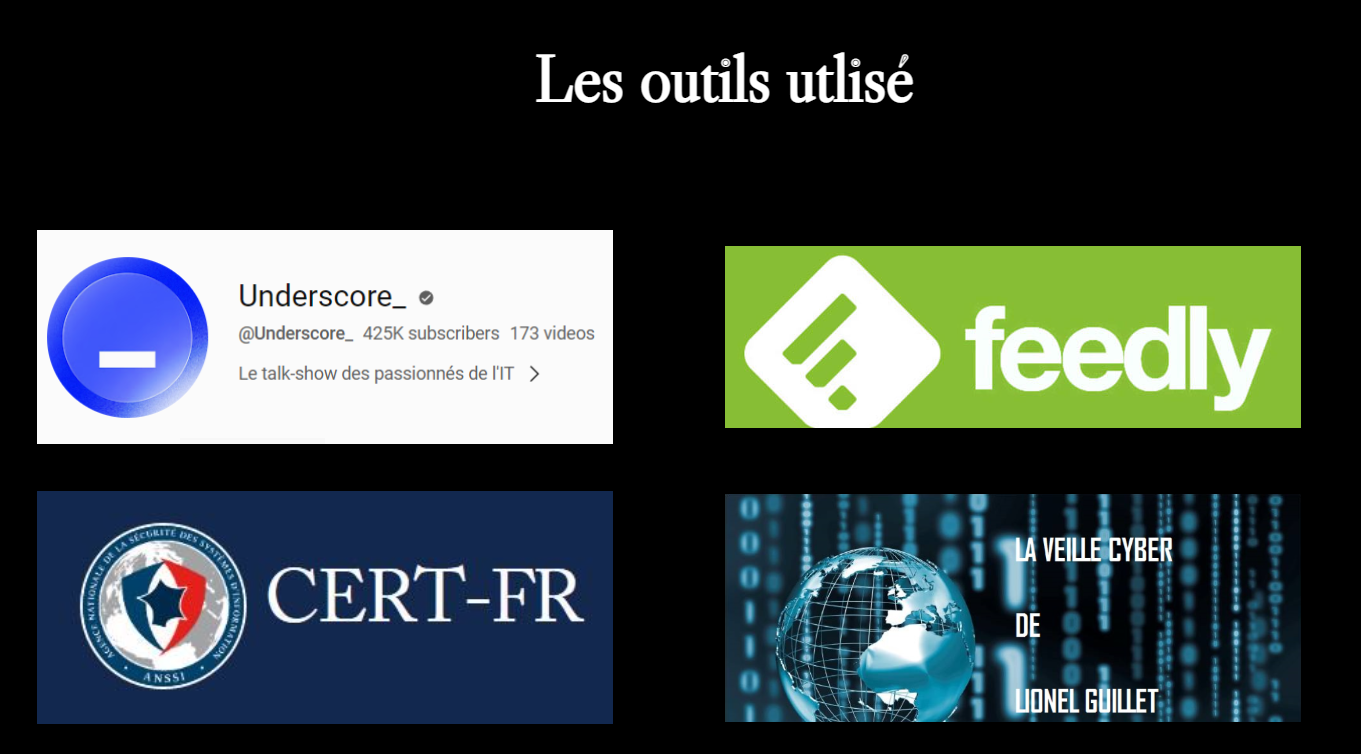 Les outils utlisé
Underscore_
@Underscore_ 425K subscribers 173 videos
Le talk-show des passionnés de l'IT
feedly
AGENCE NATIONALE DE LA SÉCURITÉ DES SYSTÈMES D'INFORMATION
ANSSI
CERT-FR
LA VEILLE CYBER
DE
LIONEL GUILLET